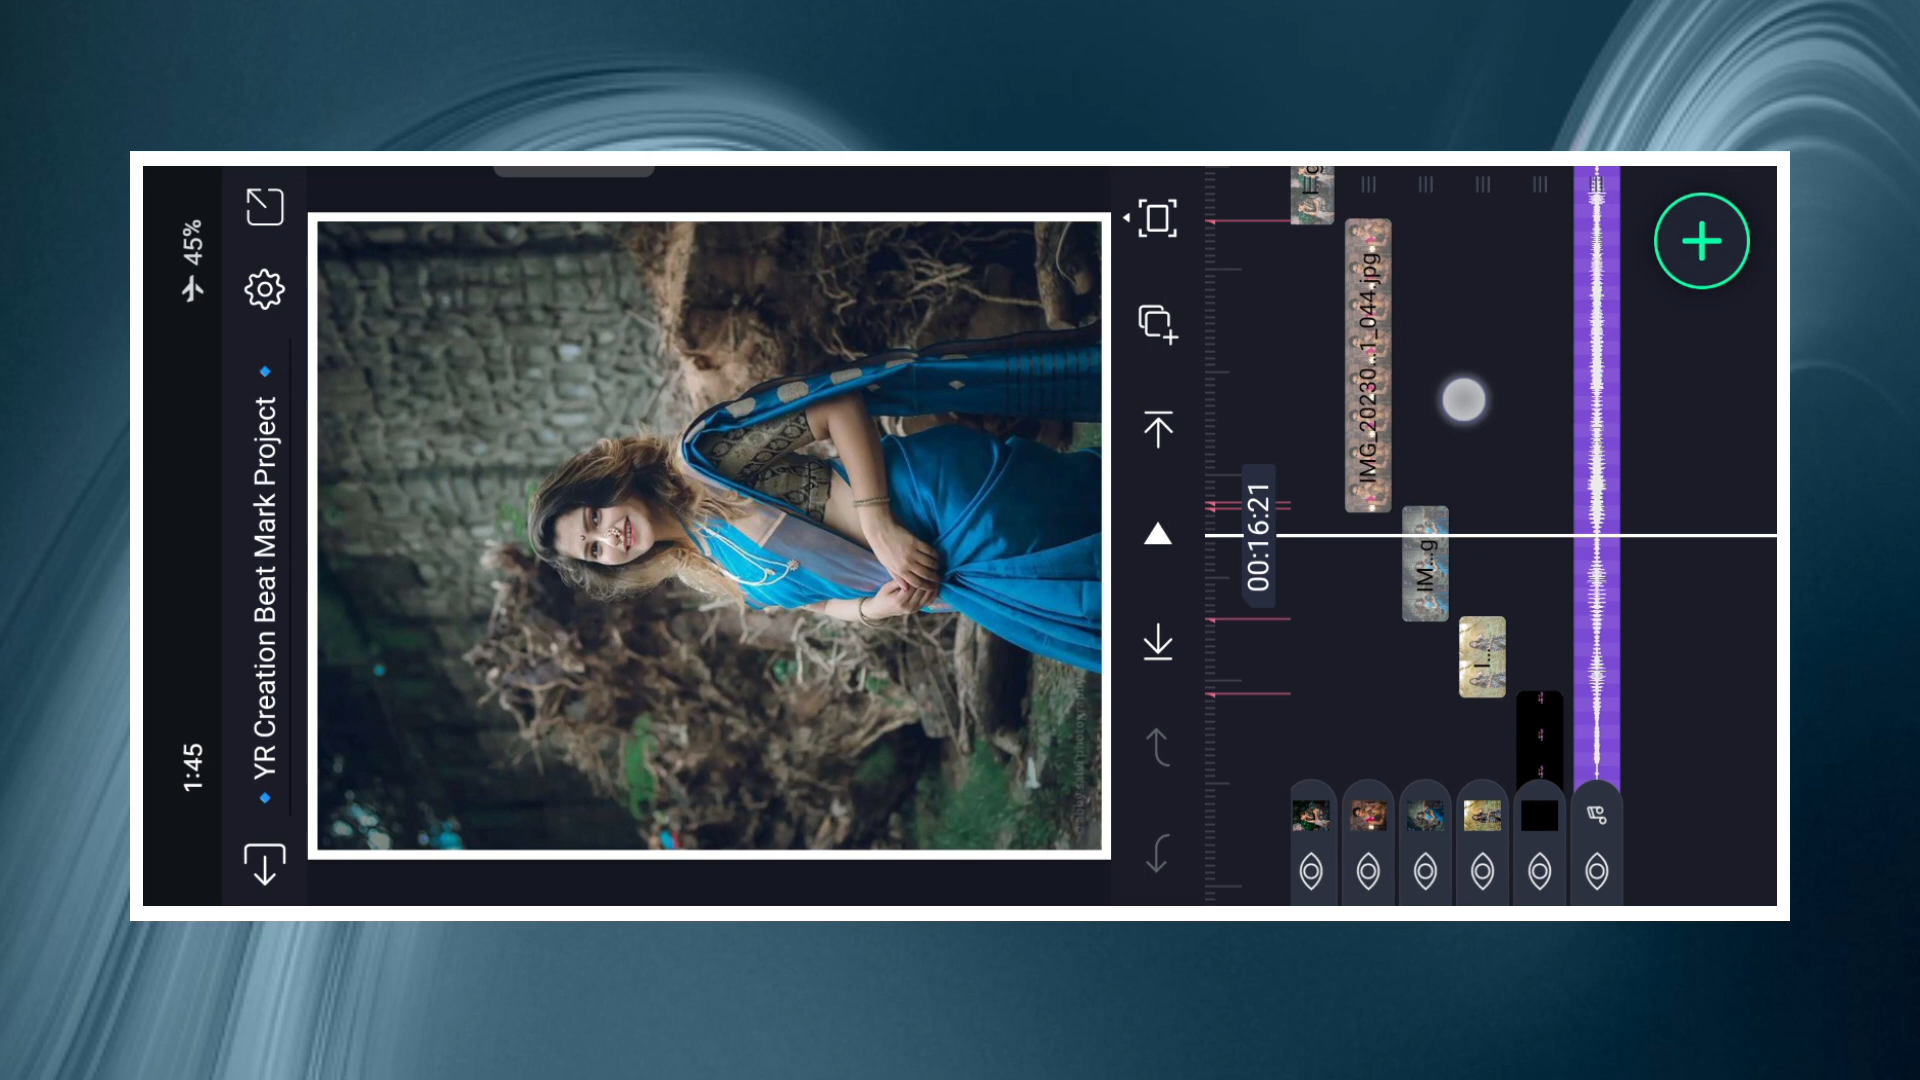 1:45
45%
YR Creation Beat Mark Project
00:16:21
IMG_20230...1_044.jpg
IM...g
I...